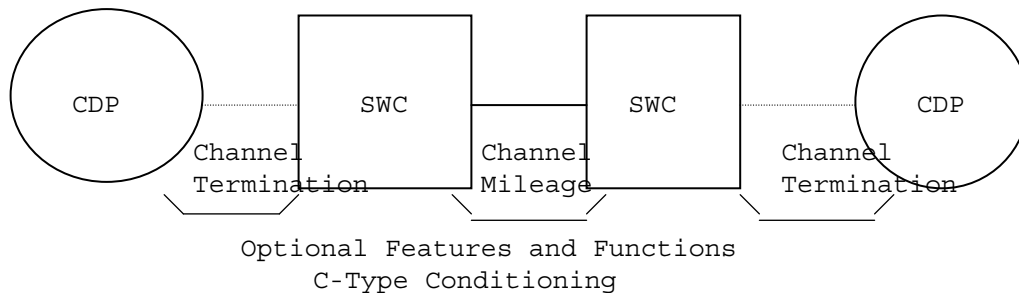 CDP SWC SWC CDP
Channel Channel Channel
Termination Mileage Termination
Optional Features and Functions
C-Type Conditioning